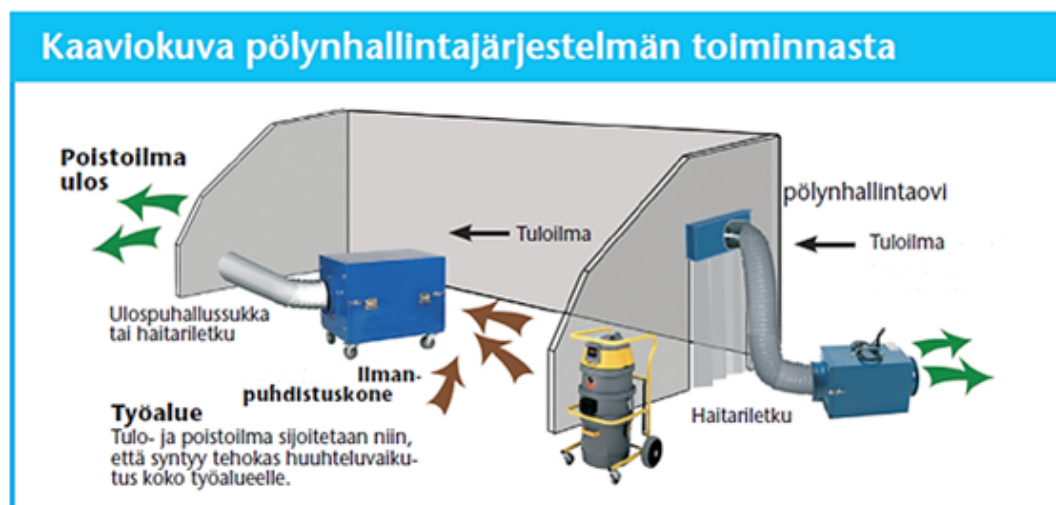 Kaaviokuva pölynhallintajärjestelmän toiminnasta
Poistoilma
ulos
pölynhallintaovi
Tuloilma
Tuloilma
Ulospuhallussukka
tai haitariletku
Ilman-
puhdistuskone
Työalue
Tulo- ja poistoilma sijoitetaan niin,
että syntyy tehokas huuhteluvaiku-
tus koko työalueelle.
Haitariletku